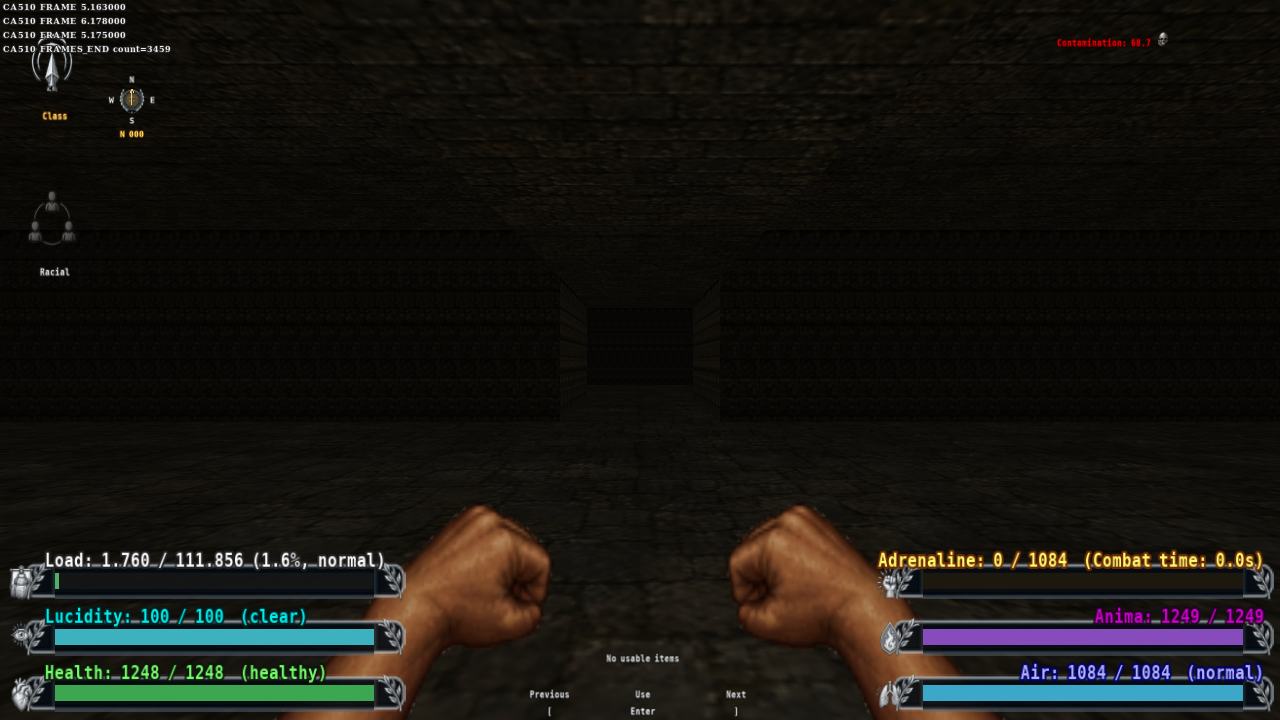 CA510 FRAME 5.163000
CA510 FRAME 6.178000
CA510 FRAME 5.175000
CA510 FRAMES_END count=3459
Contamination: 68.7
N
W E
S
N 000
Class
Racial
Load: 1.760 / 111.856 (1.6%, normal)
Lucidity: 100 / 100 (clear)
Health: 1248 / 1248 (healthy)
Adrenaline: 0 / 1084 (Combat time: 0.0s)
Anima: 1249 / 1249
Air: 1084 / 1084 (normal)
No usable items
Previous Use Next
[ Enter ]